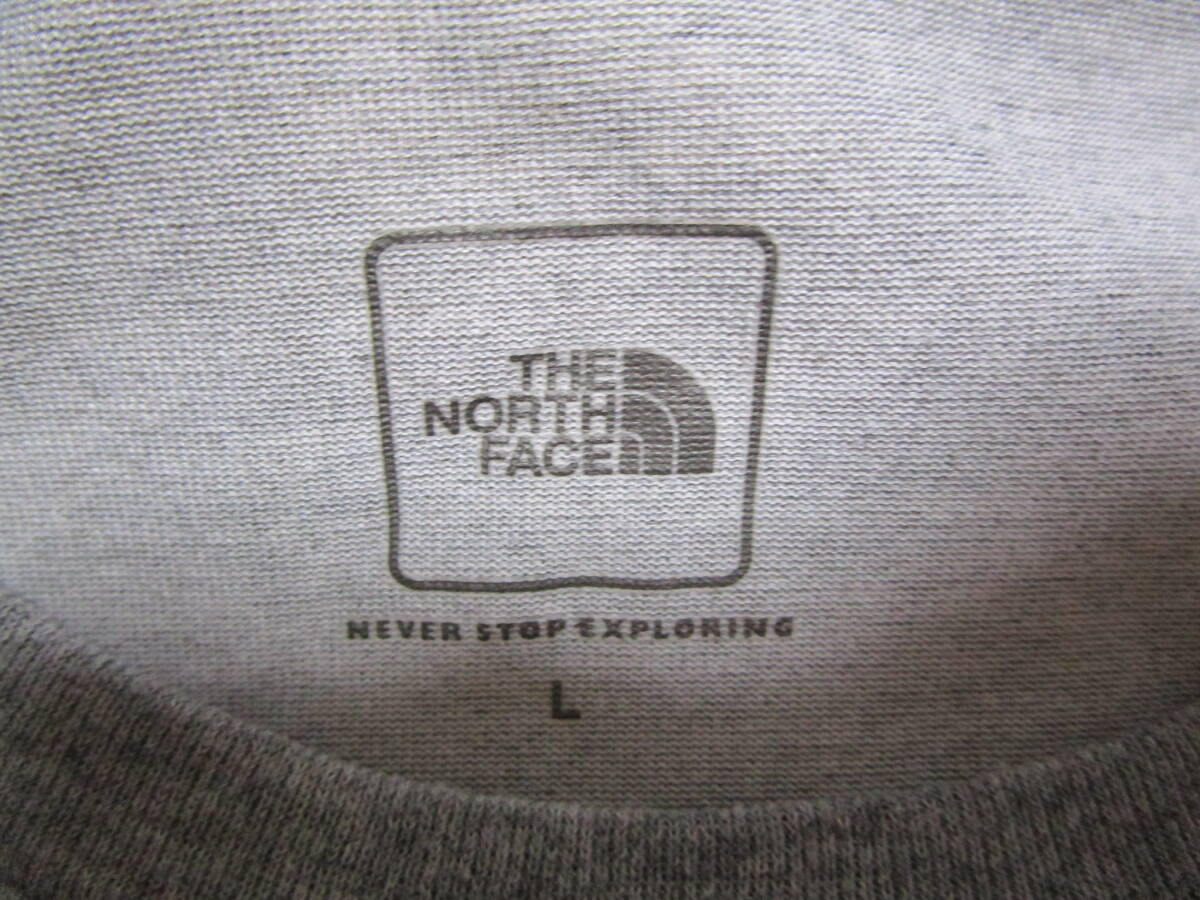 THE
NORTH
FACE
NEVER STOP EXPLORING
L